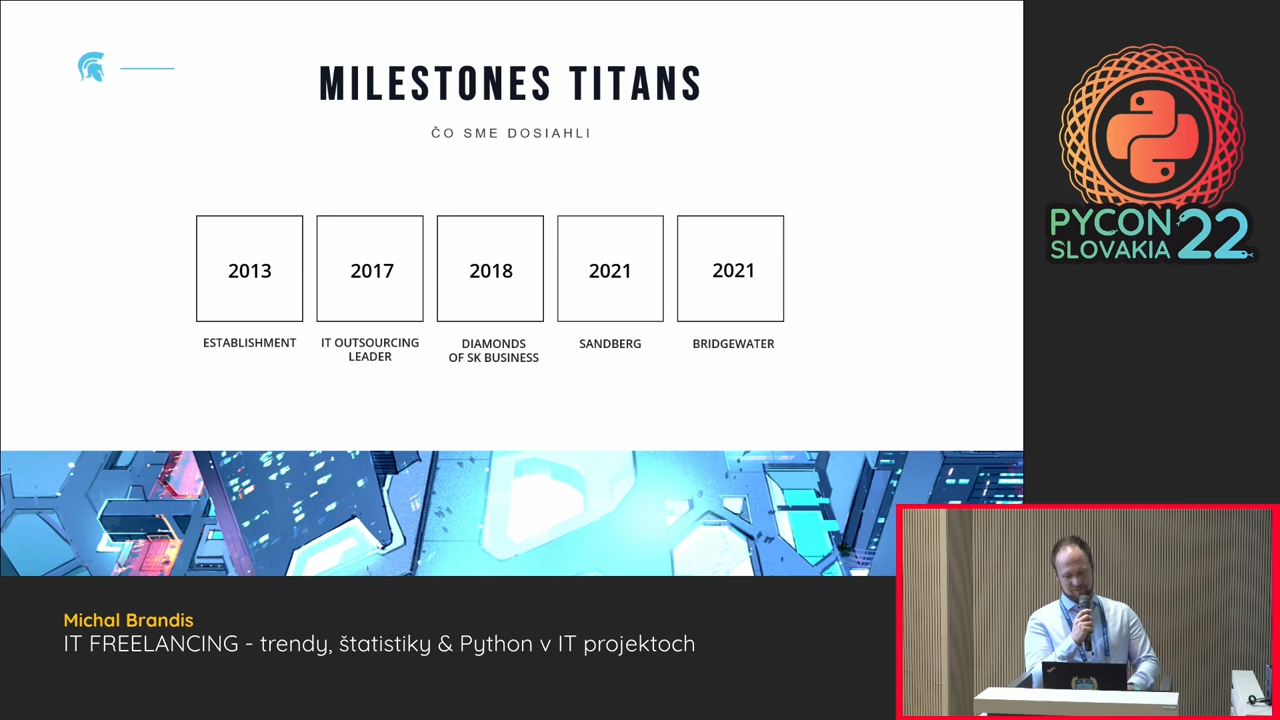 MILESTONES TITANS
ČO SME DOSIAHLI
2013
ESTABLISHMENT
2017
IT OUTSOURCING
LEADER
2018
DIAMONDS
OF SK BUSINESS
2021
SANDBERG
2021
BRIDGEWATER
PYCON
SLOVAKIA
22
Michal Brandis
IT FREELANCING - trendy, štatistiky & Python v IT projektoch